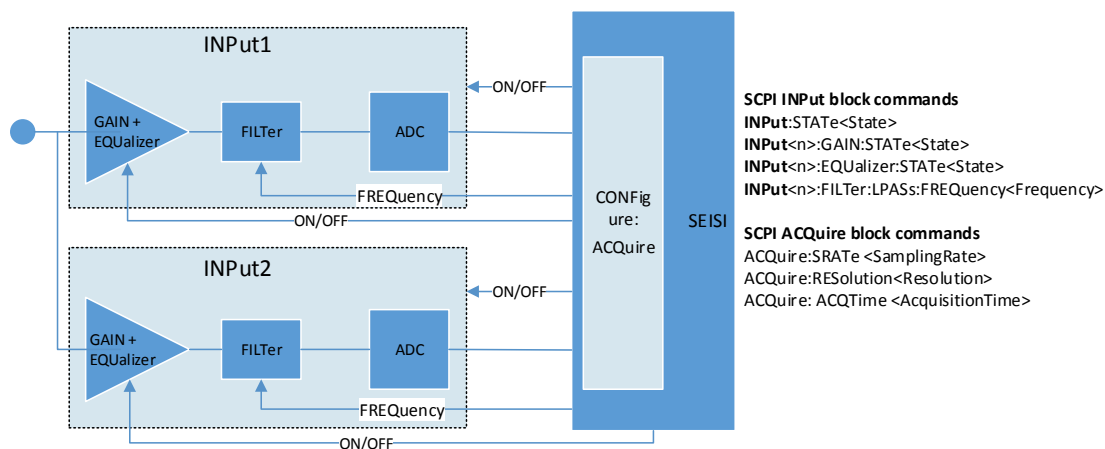 INPut1
GAIN +
EQUalizer
FILTer
ADC
ON/OFF
FREQuency
ON/OFF
INPut2
GAIN +
EQUalizer
FILTer
ADC
ON/OFF
FREQuency
ON/OFF
CONFig
ure:
ACQuire
SEISI
SCPI INPut block commands
INPut:STATe<State>
INPut<n>:GAIN:STATe<State>
INPut<n>:EQUalizer:STATe<State>
INPut<n>:FILTer:LPASs:FREQuency<Frequency>
SCPI ACQuire block commands
ACQuire:SRATe <SamplingRate>
ACQuire:RESolution<Resolution>
ACQuire: ACQTime <AcquisitionTime>